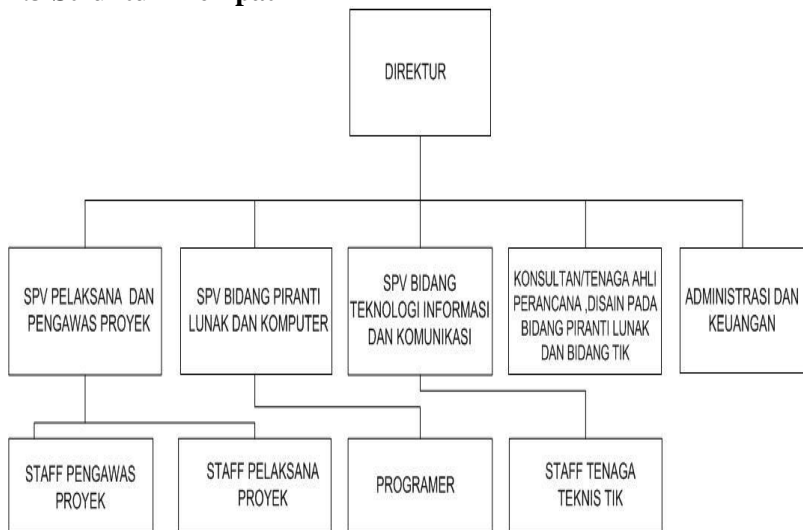 DIREKTUR
SPV PELAKSANA DAN
PENGAWAS PROYEK
SPV BIDANG PIRANTI
LUNAK DAN KOMPUTER
SPV BIDANG
TEKNOLOGI INFORMASI
DAN KOMUNIKASI
KONSULTAN/TENAGA AHLI
PERANCANA ,DISAIN PADA
BIDANG PIRANTI LUNAK
DAN BIDANG TIK
ADMINISTRASI DAN
KEUANGAN
STAFF PENGAWAS
PROYEK
STAFF PELAKSANA
PROYEK
PROGRAMER
STAFF TENAGA
TEKNIS TIK